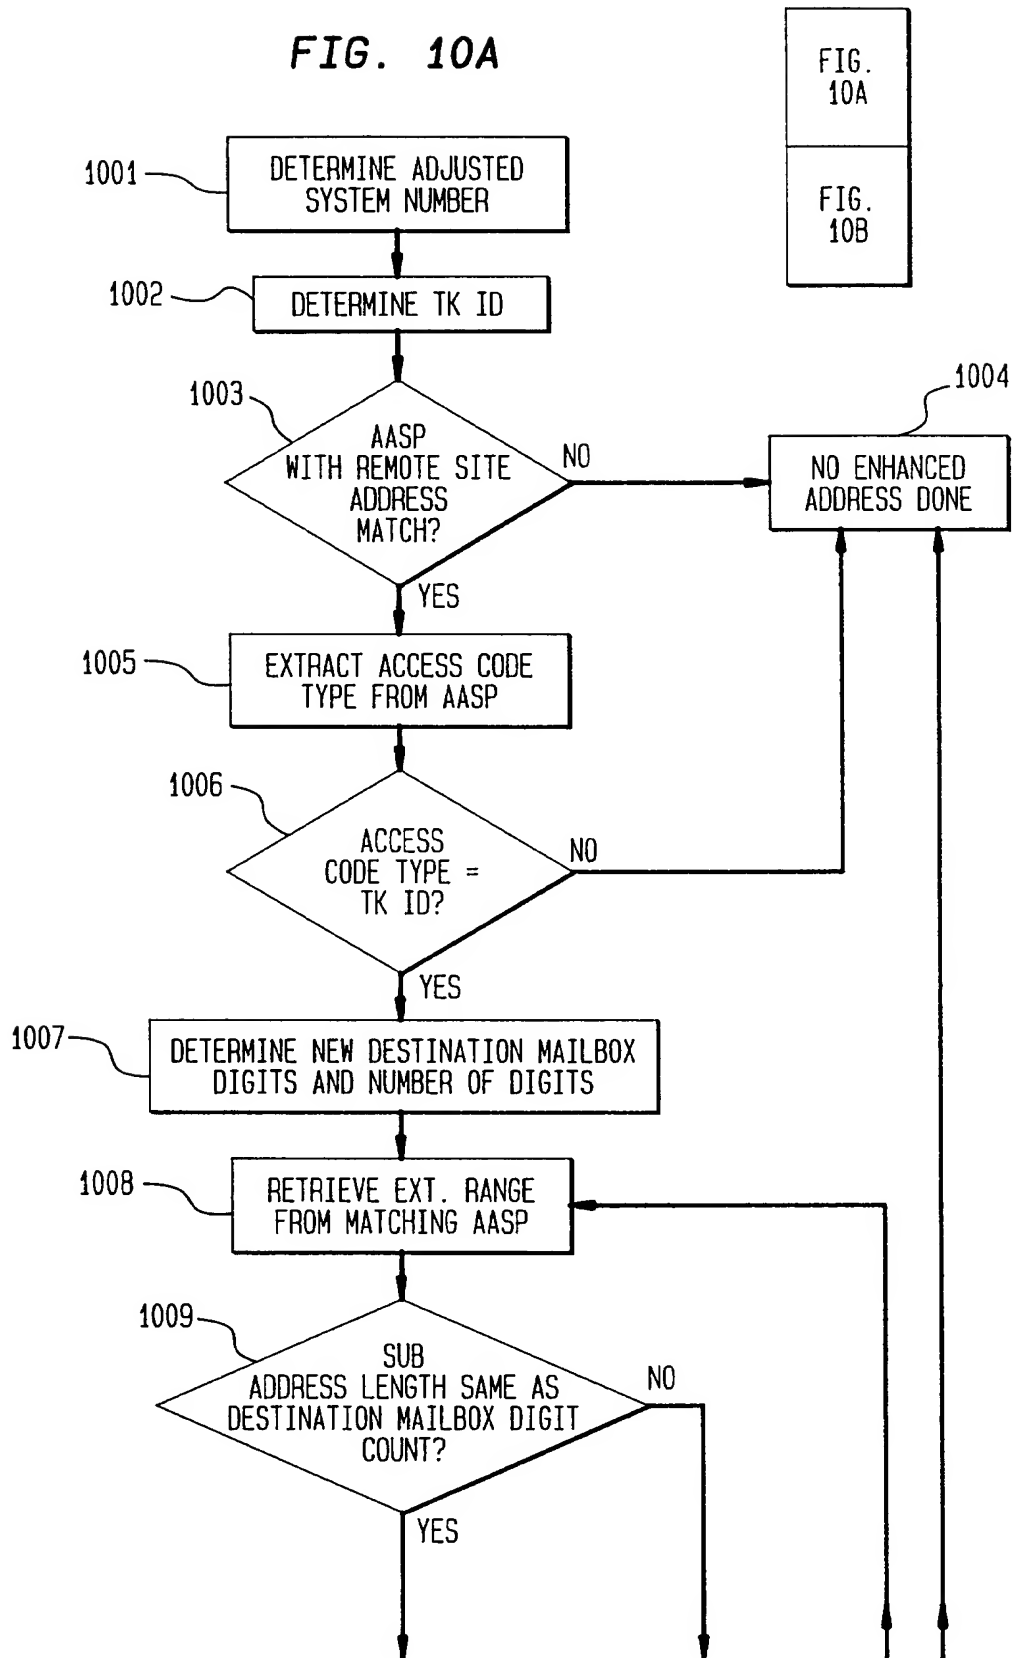 FIG. 10A
FIG.
10A
FIG.
10B
1001
DETERMINE ADJUSTED
SYSTEM NUMBER
1002
DETERMINE TK ID
1003
AASP
WITH REMOTE SITE
ADDRESS
MATCH?
NO
YES
1004
NO ENHANCED
ADDRESS DONE
1005
EXTRACT ACCESS CODE
TYPE FROM AASP
1006
ACCESS
CODE TYPE =
TK ID?
NO
YES
1007
DETERMINE NEW DESTINATION MAILBOX
DIGITS AND NUMBER OF DIGITS
1008
RETRIEVE EXT. RANGE
FROM MATCHING AASP
1009
SUB
ADDRESS LENGTH SAME AS
DESTINATION MAILBOX DIGIT
COUNT?
NO
YES